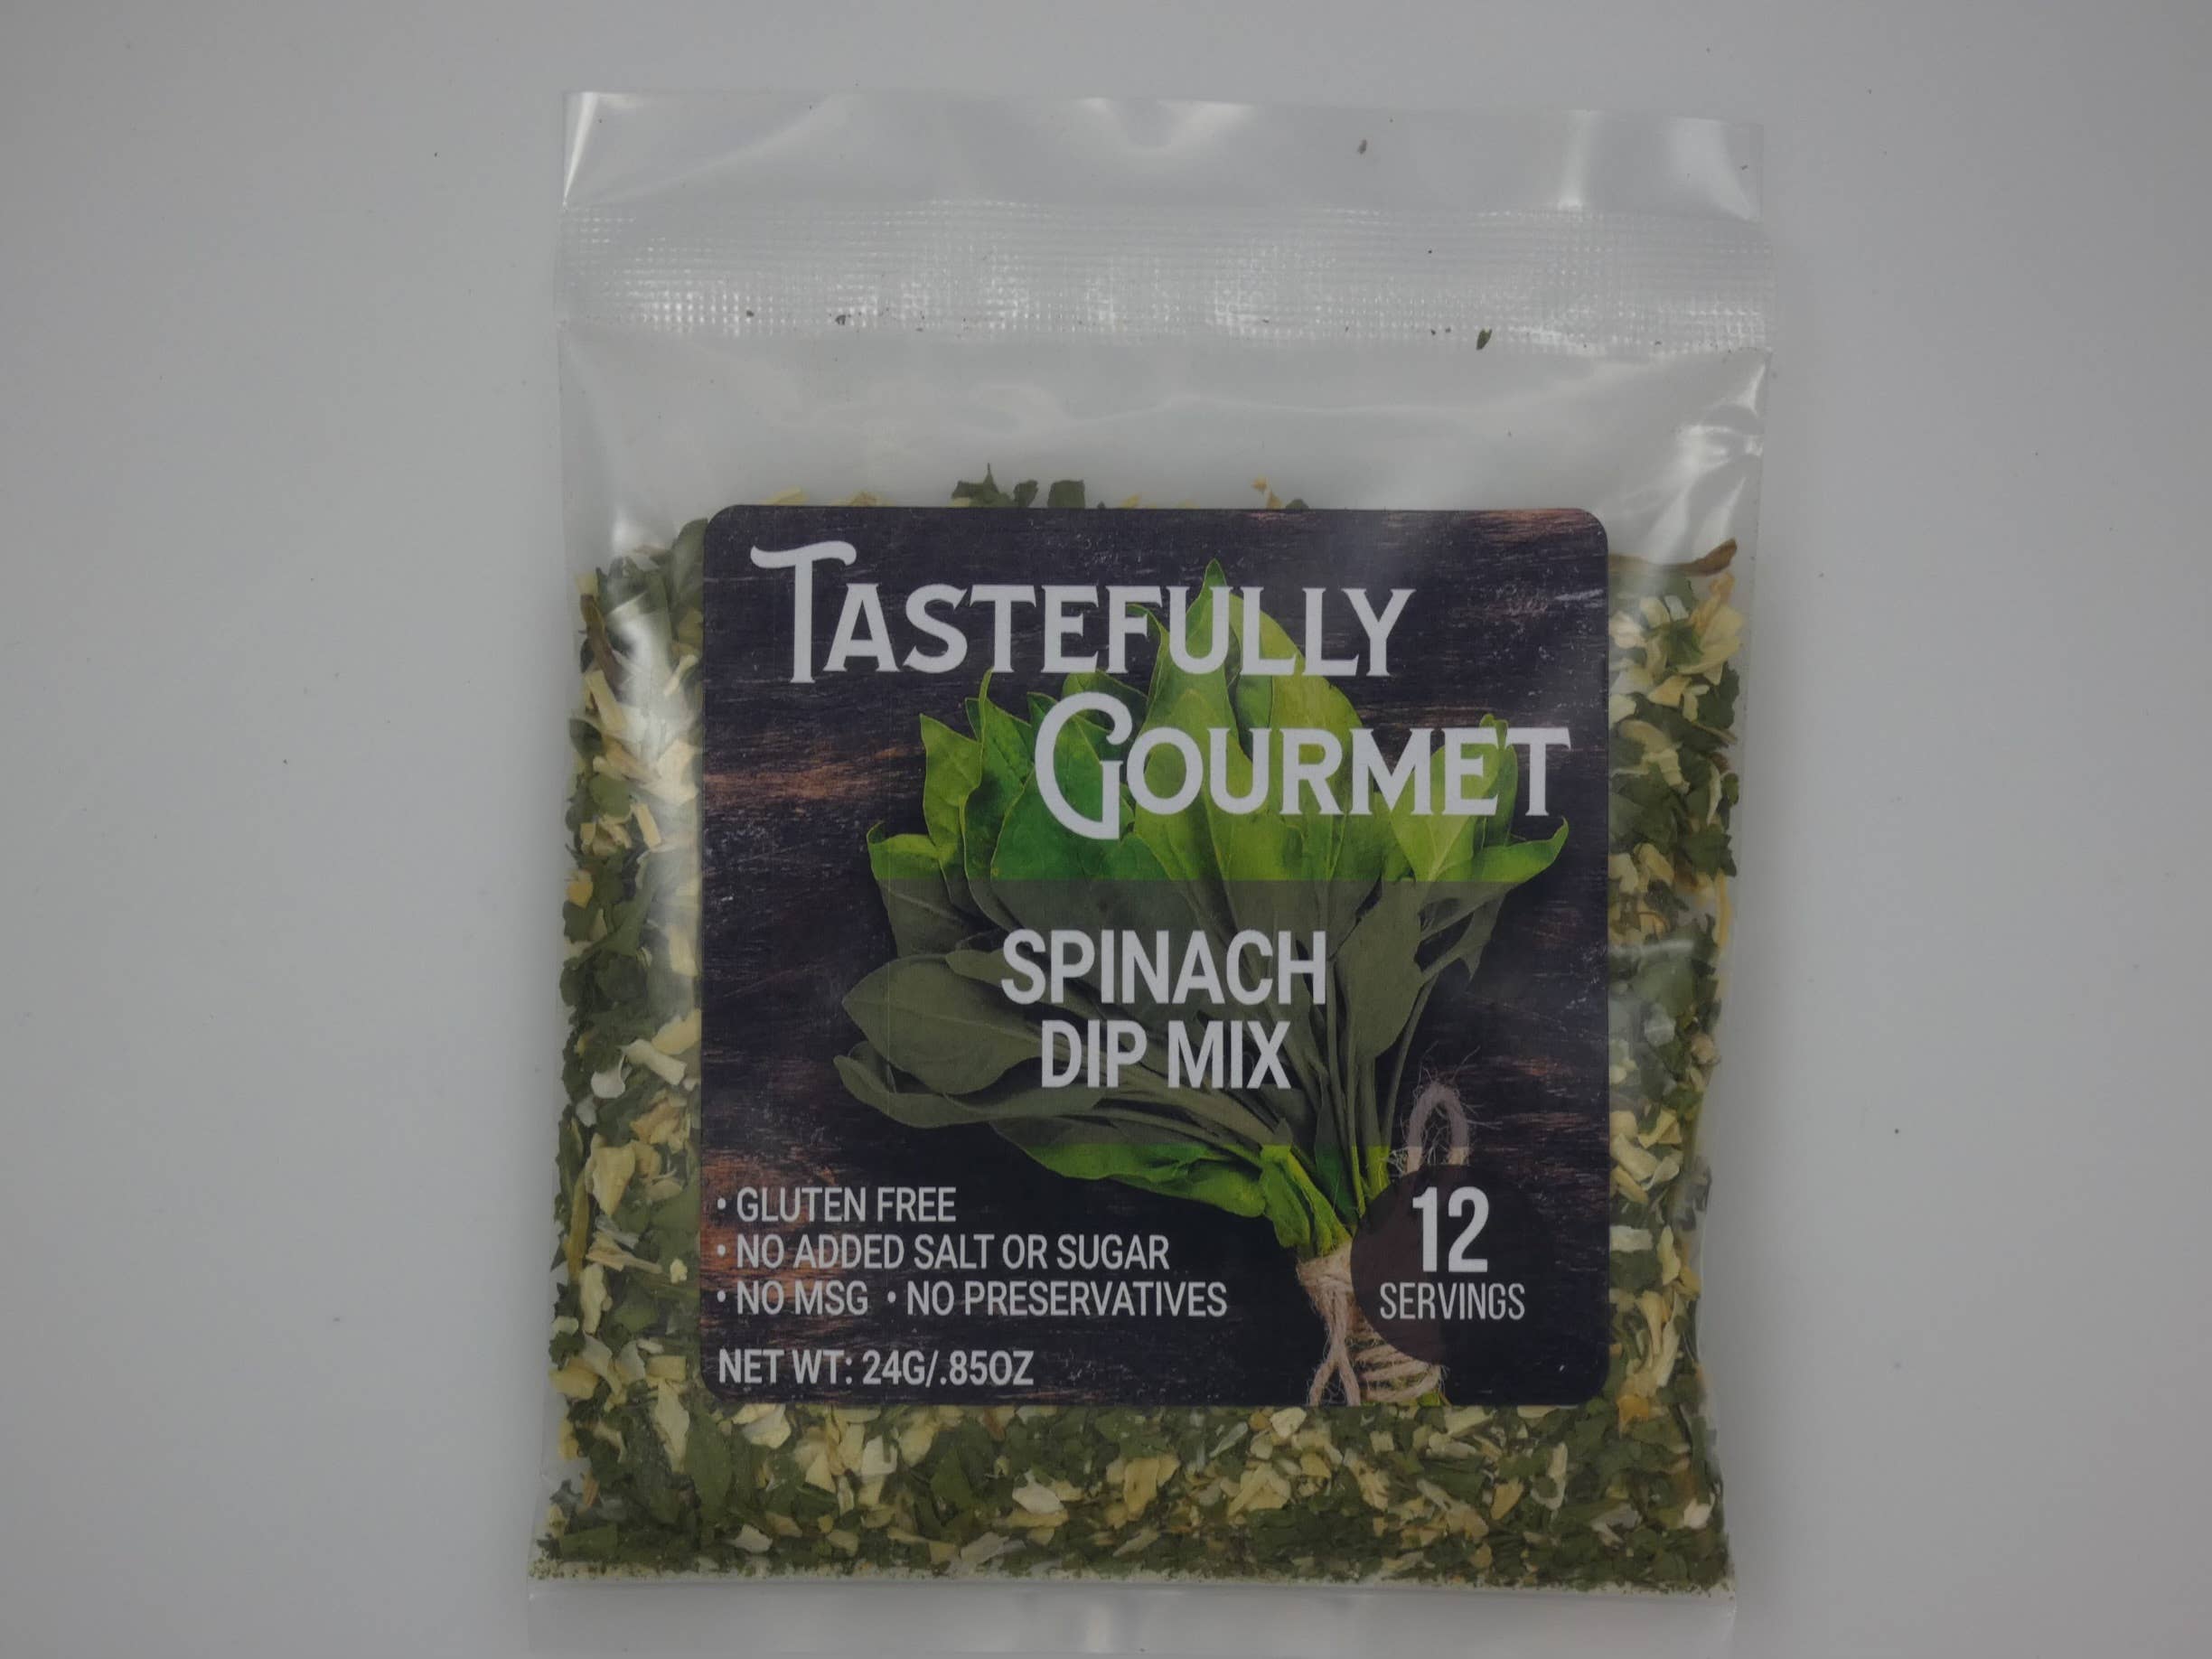 TASTEFULLY
GOURMET
SPINACH
DIP MIX
• GLUTEN FREE
• NO ADDED SALT OR SUGAR
• NO MSG • NO PRESERVATIVES
NET WT: 24G/.85OZ
12
SERVINGS